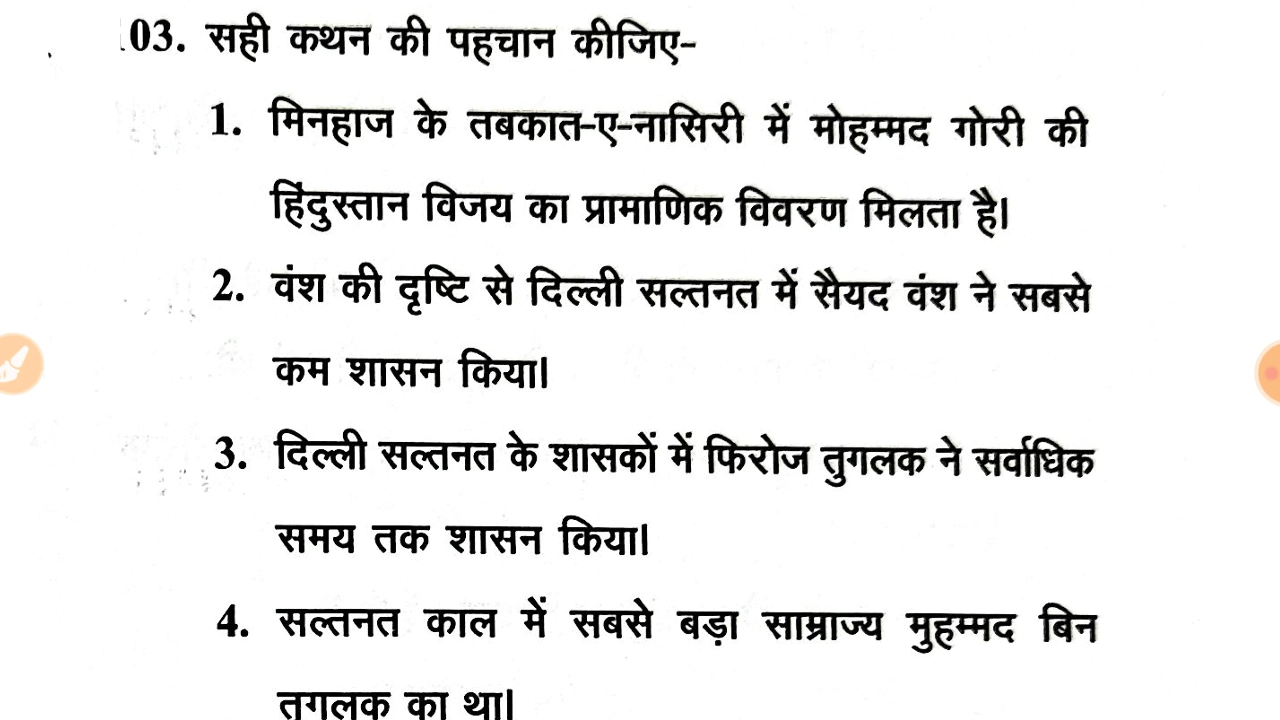 03. सही कथन की पहचान कीजिए-
1. मिनहाज के तबकात-ए-नासिरी में मोहम्मद गोरी की
हिंदुस्तान विजय का प्रामाणिक विवरण मिलता है।
2. वंश की दृष्टि से दिल्ली सल्तनत में सैयद वंश ने सबसे
कम शासन किया।
3. दिल्ली सल्तनत के शासकों में फिरोज तुगलक ने सर्वाधिक
समय तक शासन किया।
4. सल्तनत काल में सबसे बड़ा साम्राज्य मुहम्मद बिन
तुगलक का था।